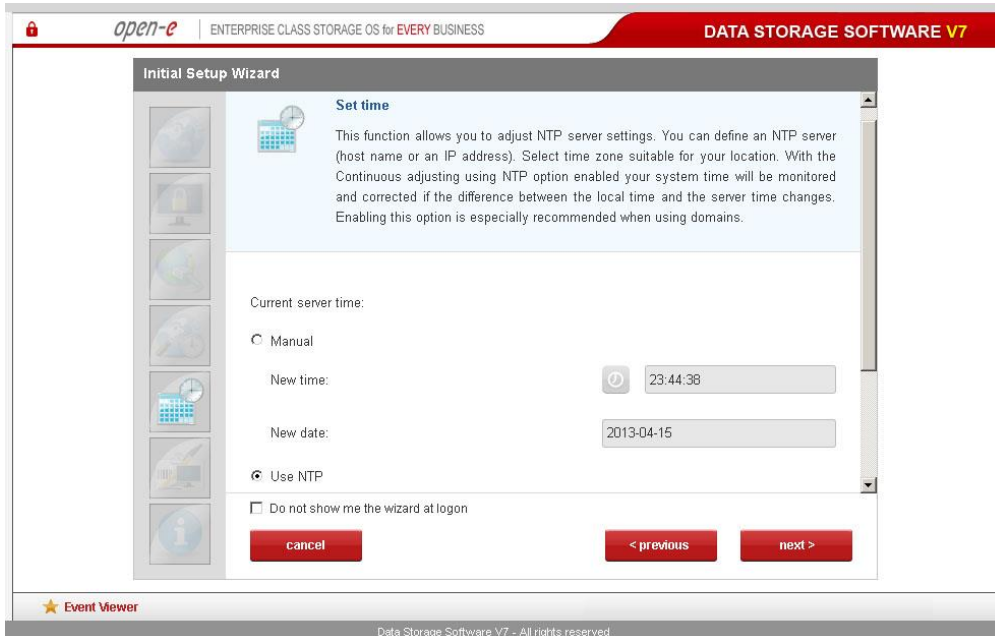 open-e
ENTERPRISE CLASS STORAGE OS for EVERY BUSINESS
DATA STORAGE SOFTWARE V7
Initial Setup Wizard
Set time
This function allows you to adjust NTP server settings. You can define an NTP server
(host name or an IP address). Select time zone suitable for your location. With the
Continuous adjusting using NTP option enabled your system time will be monitored
and corrected if the difference between the local time and the server time changes.
Enabling this option is especially recommended when using domains.
Current server time:
Manual
New time:
23:44:38
New date:
2013-04-15
Use NTP
Do not show me the wizard at logon
cancel
< previous
next >
Event Viewer
Data Storage Software V7 - All rights reserved